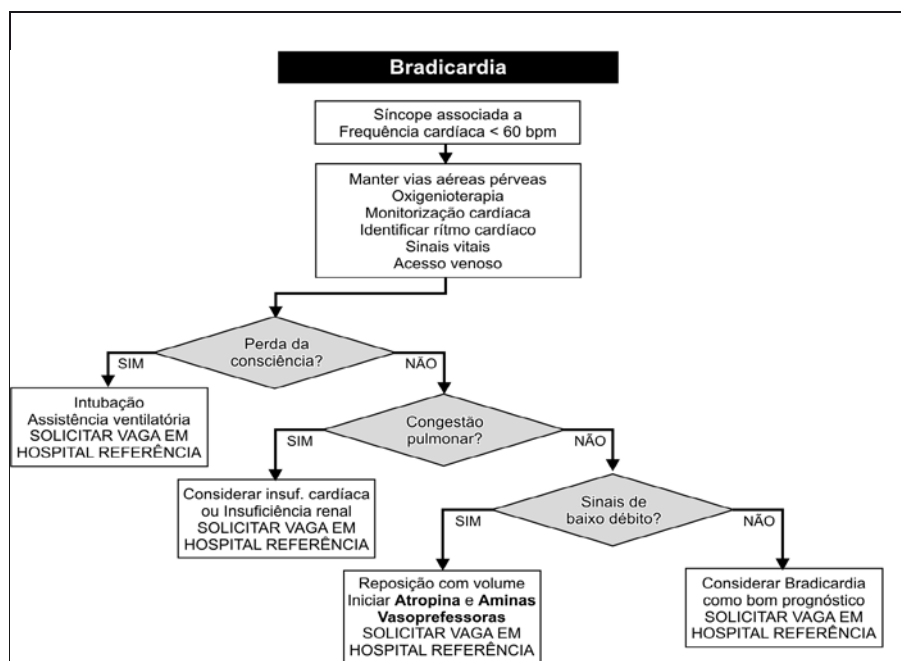 Bradicardia
Síncope associada a
Frequência cardíaca < 60 bpm
Manter vias aéreas pérveas
Oxigenioterapia
Monitorização cardíaca
Identificar rítmo cardíaco
Sinais vitais
Acesso venoso
Perda da
consciência?
SIM
NÃO
Intubação
Assistência ventilatória
SOLICITAR VAGA EM
HOSPITAL REFERÊNCIA
Congestão
pulmonar?
SIM
NÃO
Considerar insuf. cardíaca
ou Insuficiência renal
SOLICITAR VAGA EM
HOSPITAL REFERÊNCIA
Sinais de
baixo débito?
SIM
NÃO
Reposição com volume
Iniciar Atropina e Aminas
Vasoprefessoras
SOLICITAR VAGA EM
HOSPITAL REFERÊNCIA
Considerar Bradicardia
como bom prognóstico
SOLICITAR VAGA EM
HOSPITAL REFERÊNCIA